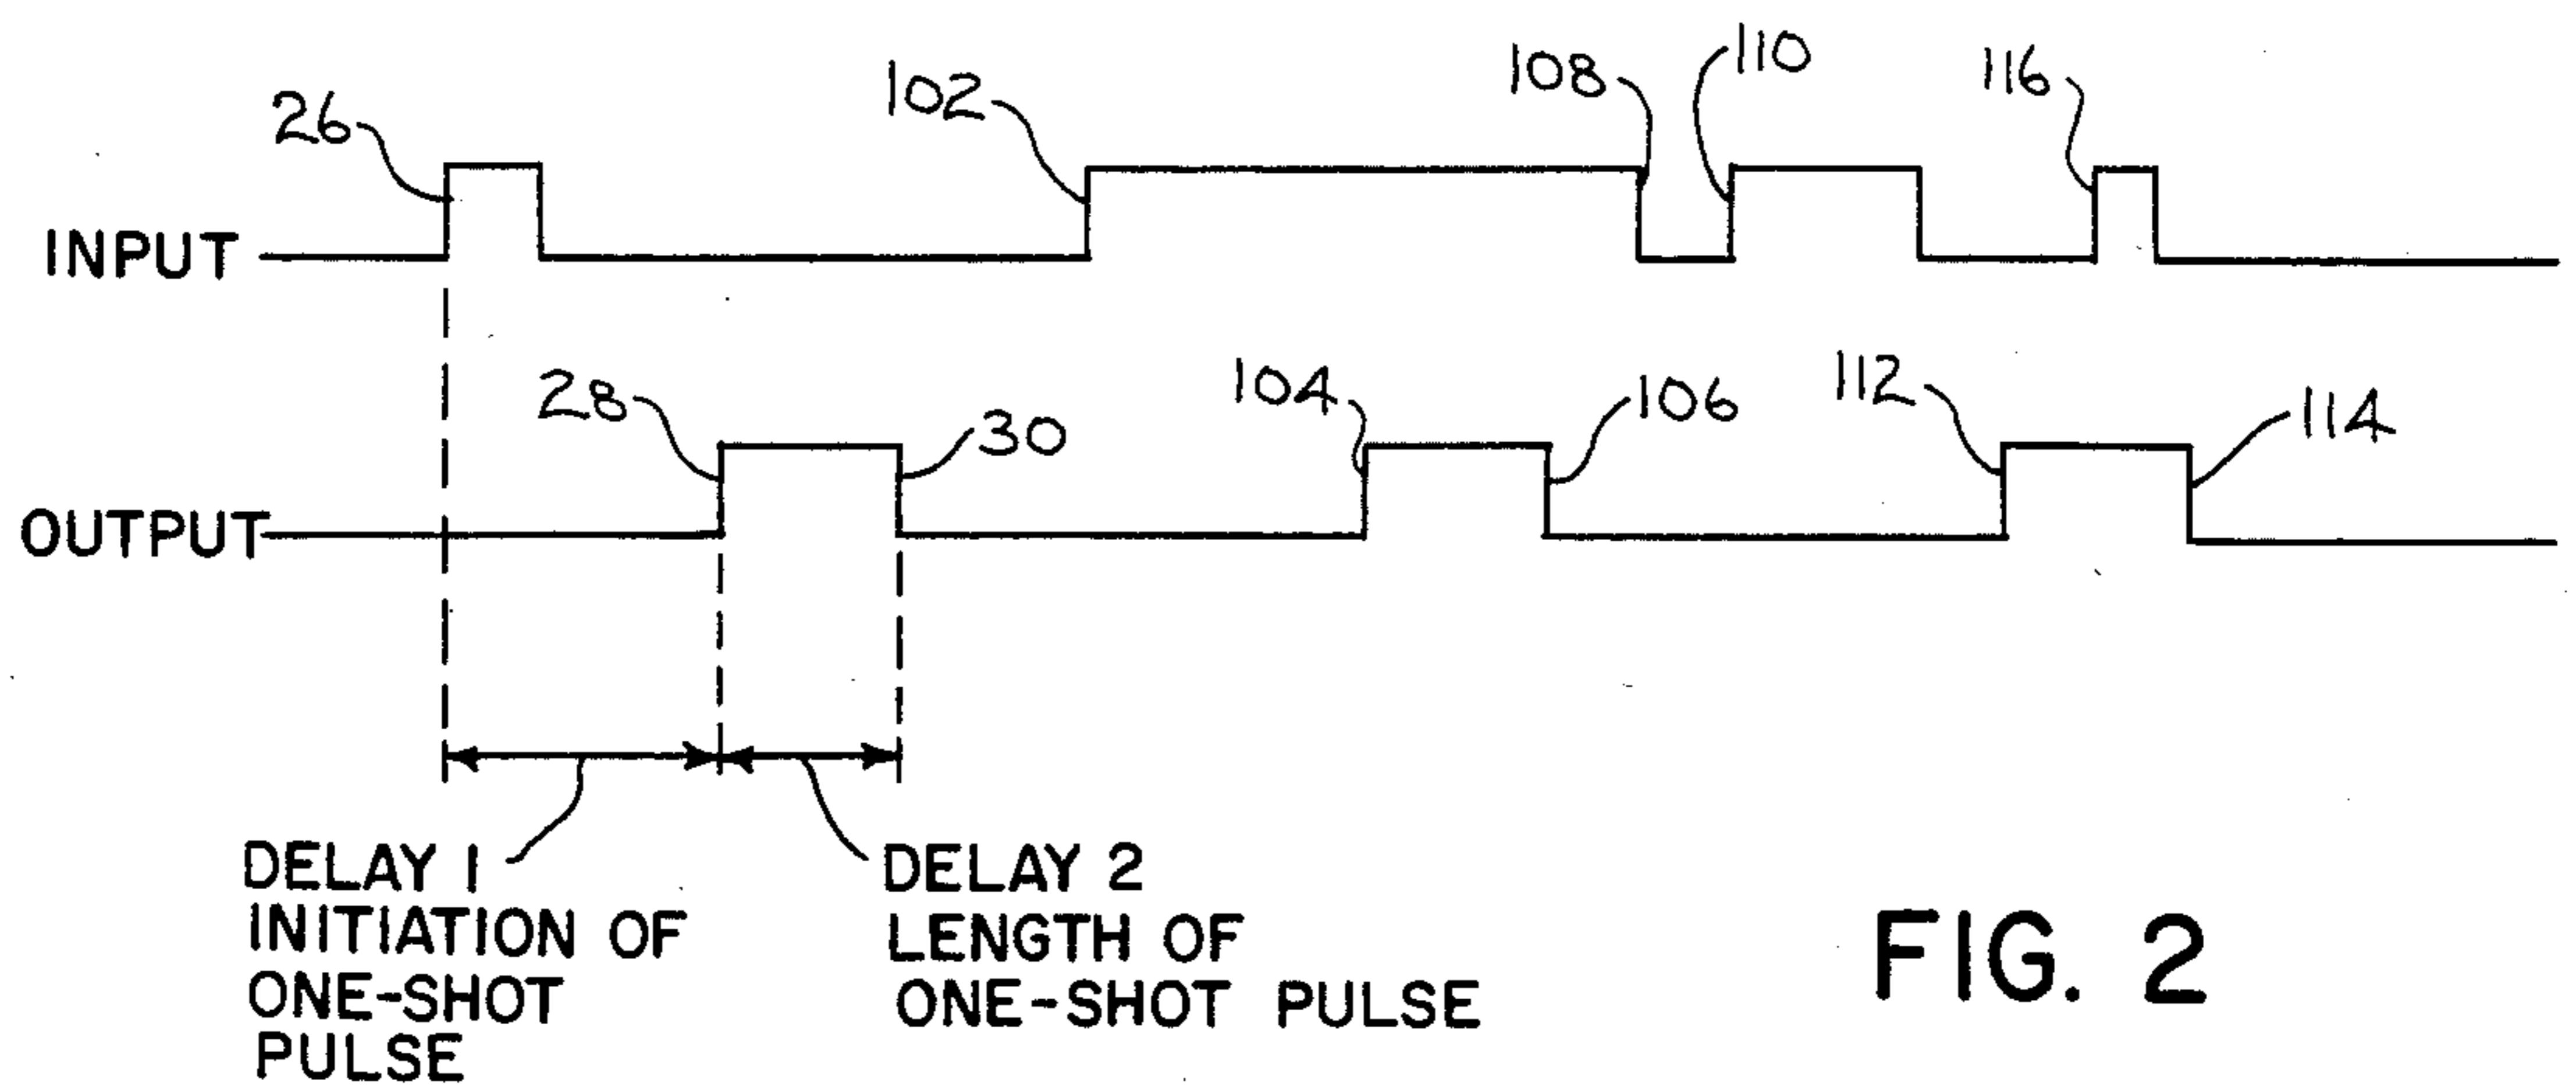 26
102
108
110
116
INPUT
28
30
104
106
112
114
OUTPUT
DELAY 1
INITIATION OF
ONE-SHOT
PULSE
DELAY 2
LENGTH OF
ONE-SHOT PULSE
FIG. 2